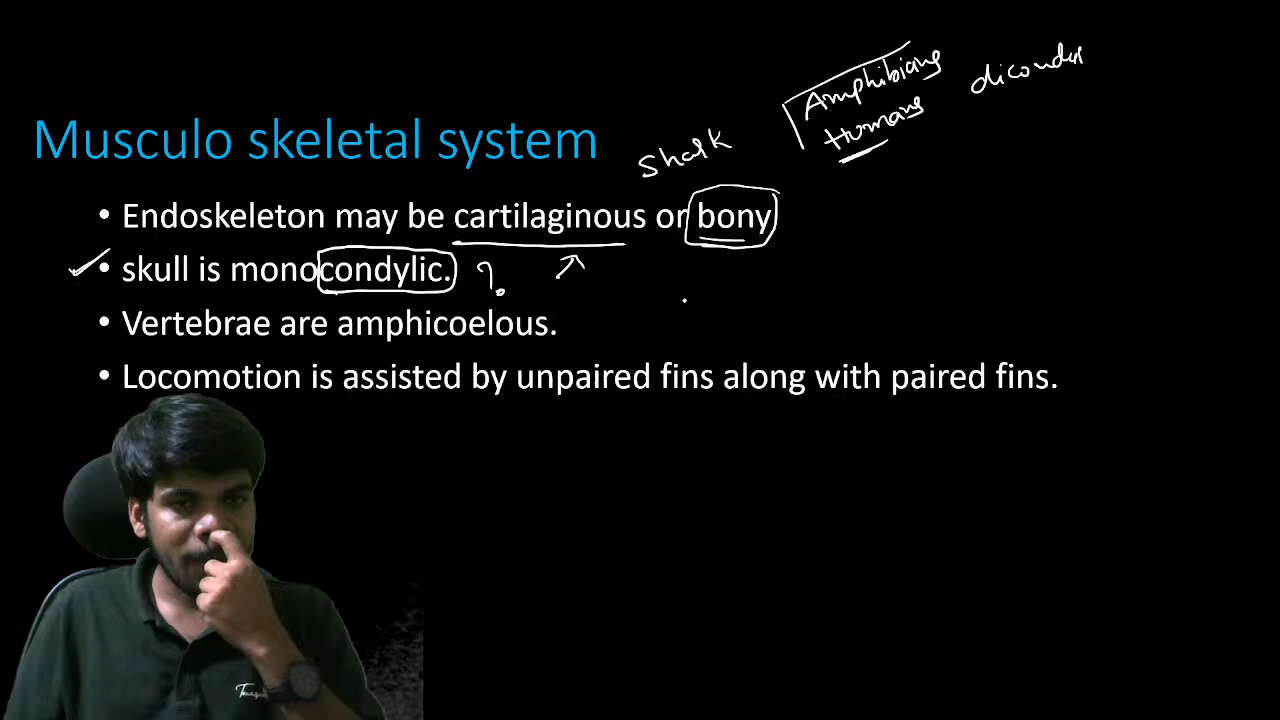 Amphibians
Humans
Shark
Musculo skeletal system
• Endoskeleton may be cartilaginous or bony
• skull is monocondylic. ?
• Vertebrae are amphicoelous.
• Locomotion is assisted by unpaired fins along with paired fins.